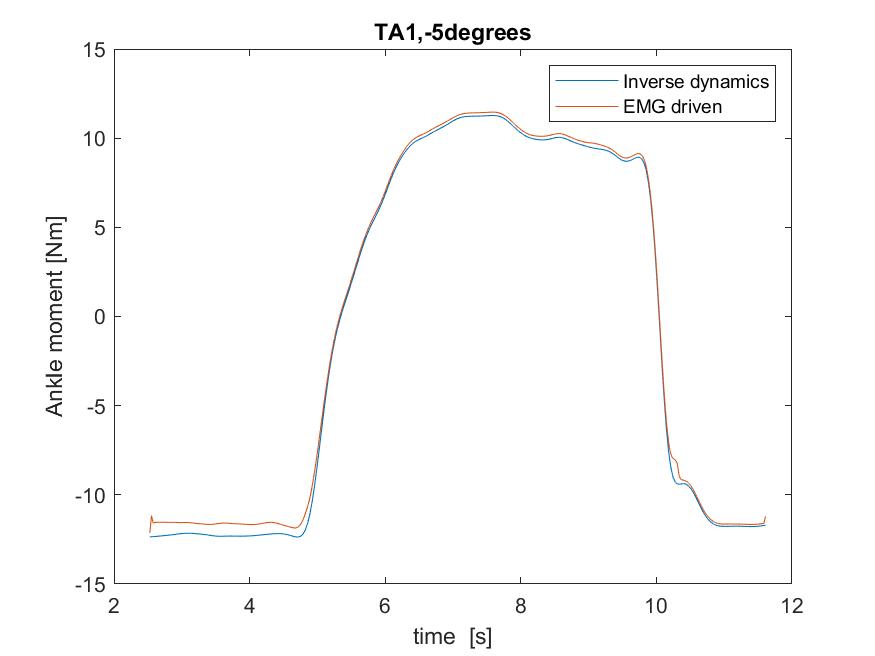 TA1,-5degrees
Inverse dynamics
EMG driven
Ankle moment [Nm]
15
10
5
0
-5
-10
-15
2
4
6
8
10
12
time [s]